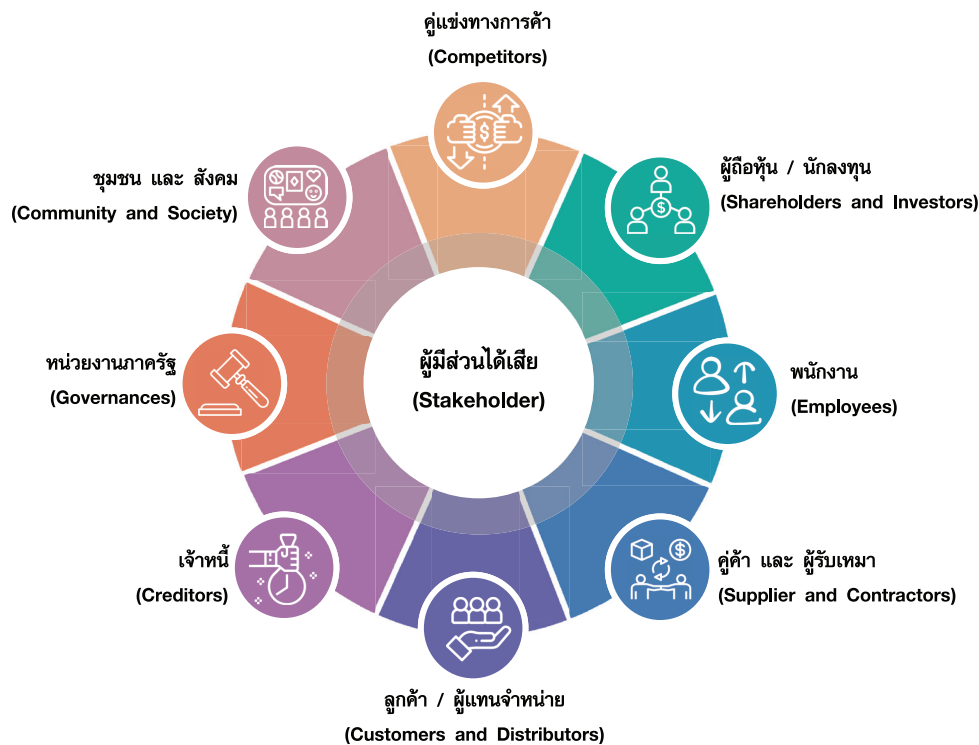 คู่แข่งทางการค้า
(Competitors)
ผู้ถือหุ้น / นักลงทุน
(Shareholders and Investors)
พนักงาน
(Employees)
คู่ค้า และ ผู้รับเหมา
(Supplier and Contractors)
ลูกค้า / ผู้แทนจำหน่าย
(Customers and Distributors)
เจ้าหนี้
(Creditors)
หน่วยงานภาครัฐ
(Governances)
ชุมชน และ สังคม
(Community and Society)
ผู้มีส่วนได้เสีย
(Stakeholder)